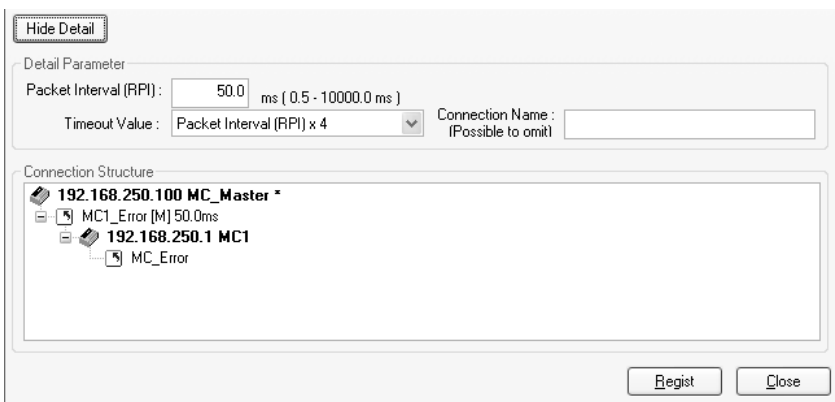 Hide Detail
Detail Parameter
Packet Interval (RPI) : 50.0 ms ( 0.5 - 10000.0 ms )
Timeout Value : Packet Interval (RPI) x 4 Connection Name :
(Possible to omit)
Connection Structure
192.168.250.100 MC_Master *
MC1_Error [M] 50.0ms
192.168.250.1 MC1
MC_Error
Regist Close